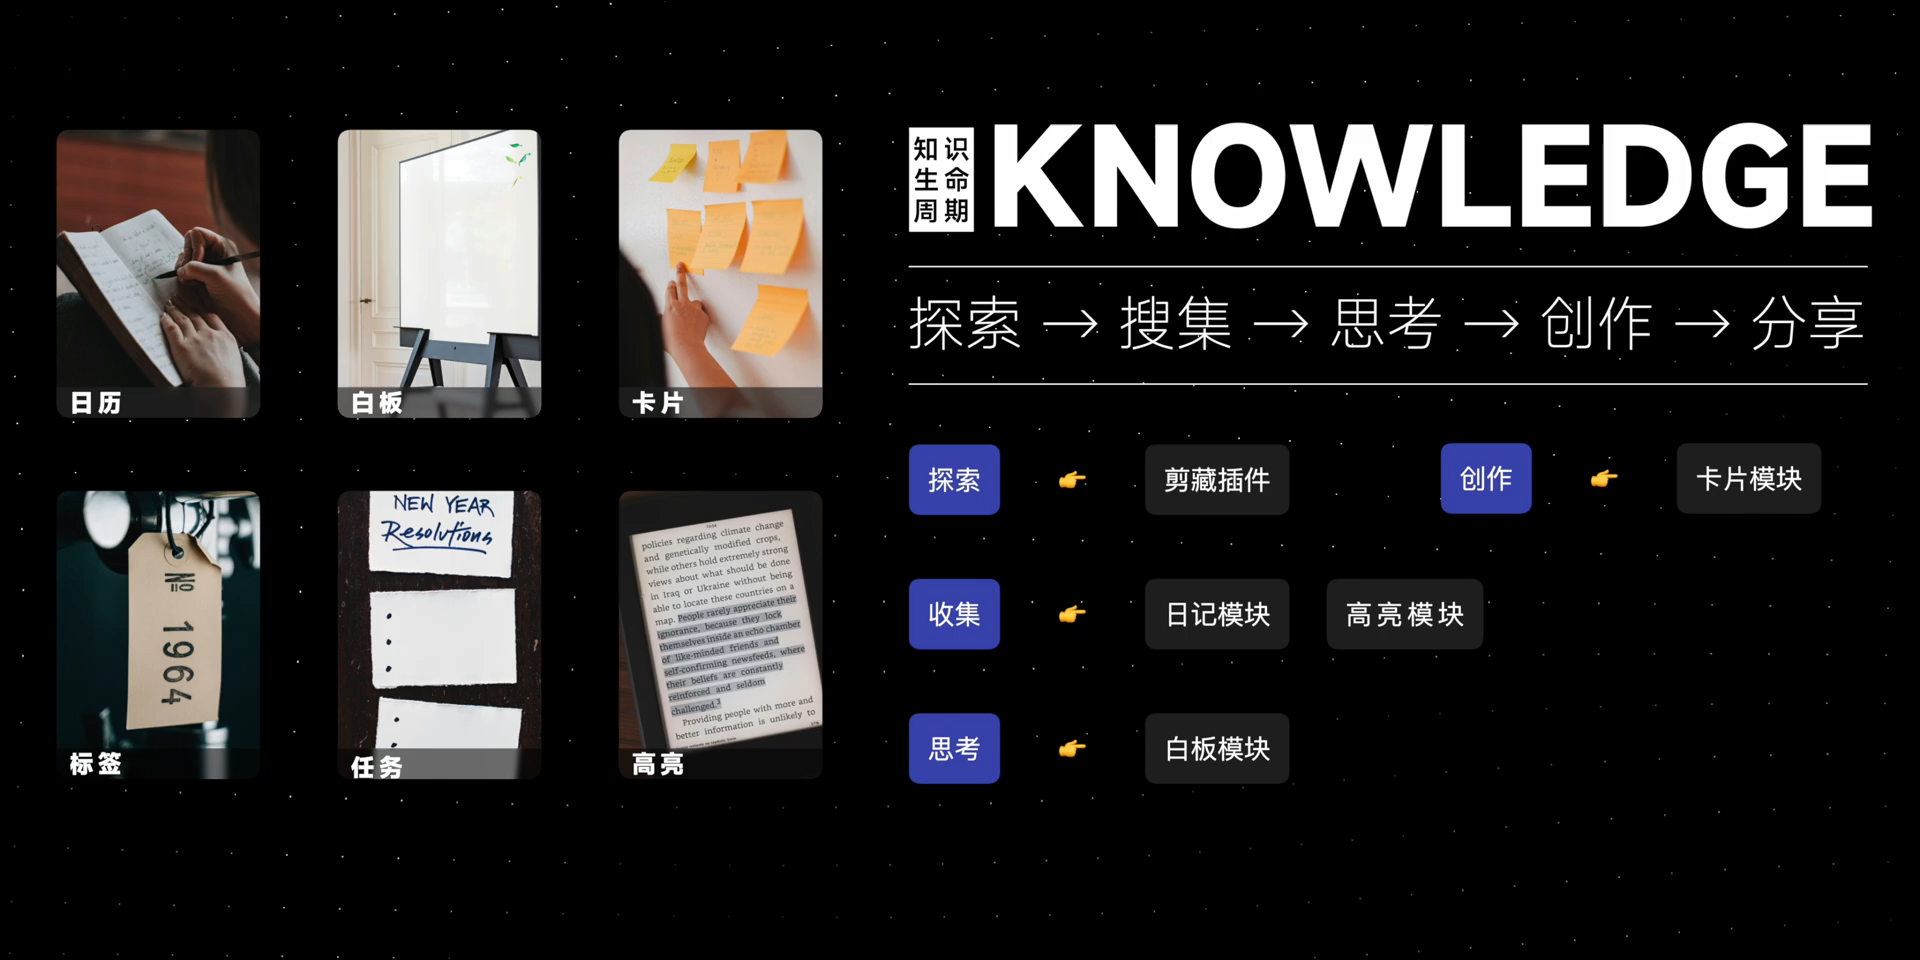 日历
白板
卡片
No 1964
标签
NEW YEAR
Resolutions
任务
policies regarding climate change
and genetically modified crops,
while others hold extremely strong
views about what should be done
in Iraq or Ukraine without being
able to locate these countries on a
map. People rarely appreciate their
ignorance, because they lock
themselves inside an echo chamber
of like-minded friends and
self-confirming newsfeeds, where
their beliefs are constantly
reinforced and seldom
challenged.³
Providing people with more and
better information is unlikely to
高亮
知识
生命
周期
KNOWLEDGE
探索 → 搜集 → 思考 → 创作 → 分享
探索 👉 剪藏插件
创作 👉 卡片模块
收集 👉 日记模块 高亮模块
思考 👉 白板模块